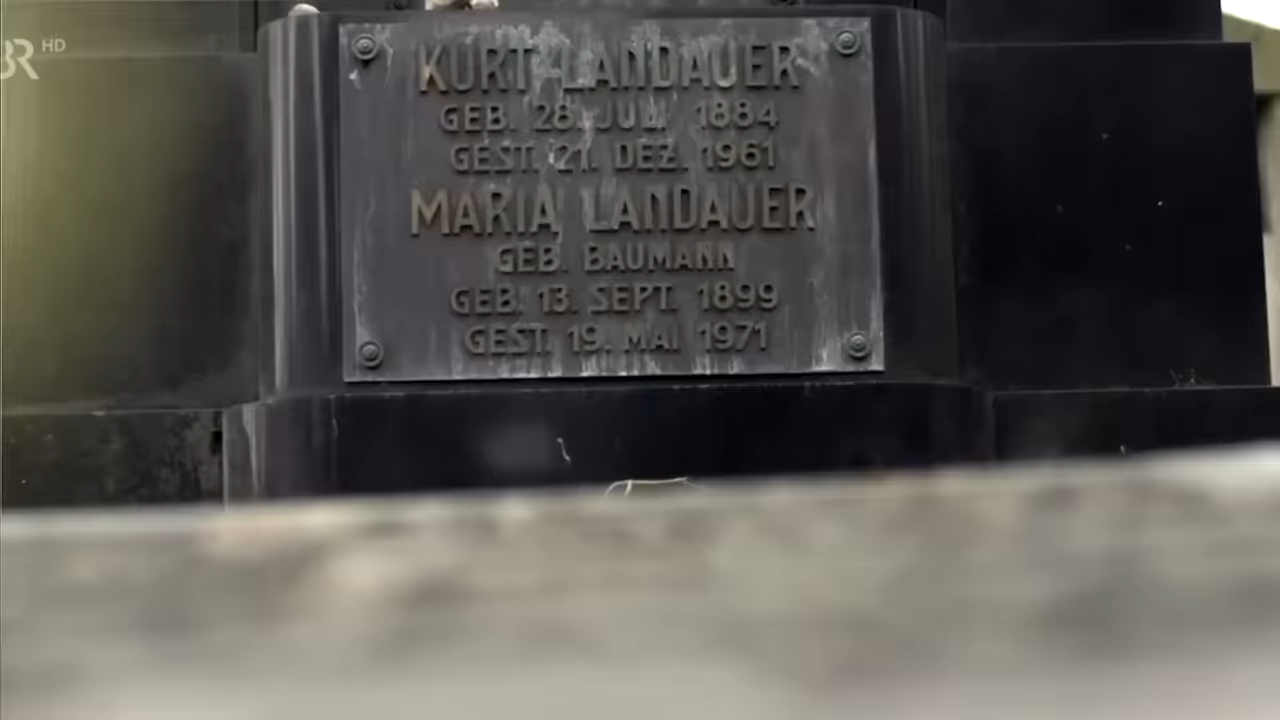 BR HD
KURT LANDAUER
GEB. 28. JULI 1884
GEST. 21. DEZ. 1961
MARIA LANDAUER
GEB. BAUMANN
GEB. 13. SEPT. 1899
GEST. 19. MAI 1971